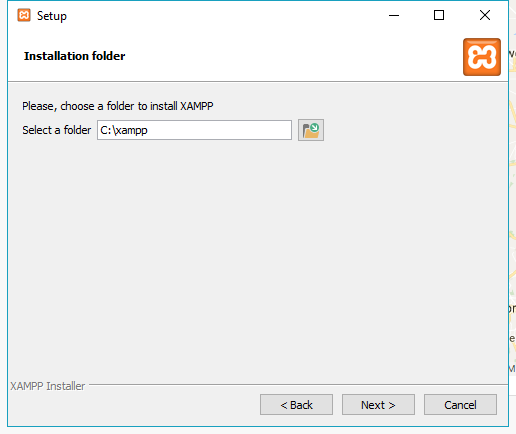 Setup
Installation folder
Please, choose a folder to install XAMPP
Select a folder C:\xampp
XAMPP Installer
< Back Next > Cancel